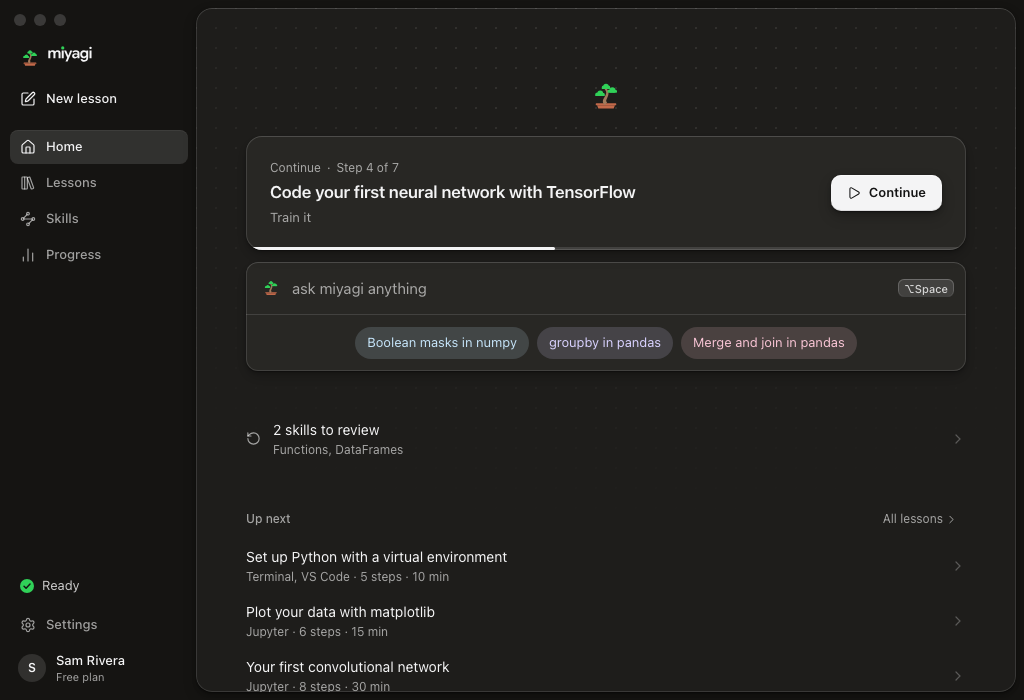 miyagi
New lesson
Home
Lessons
Skills
Progress
Ready
Settings
S
Sam Rivera
Free plan
Continue · Step 4 of 7
Code your first neural network with TensorFlow
Train it
Continue
ask miyagi anything
⌥Space
Boolean masks in numpy
groupby in pandas
Merge and join in pandas
2 skills to review
Functions, DataFrames
Up next
All lessons
Set up Python with a virtual environment
Terminal, VS Code · 5 steps · 10 min
Plot your data with matplotlib
Jupyter · 6 steps · 15 min
Your first convolutional network
Jupyter · 8 steps · 30 min